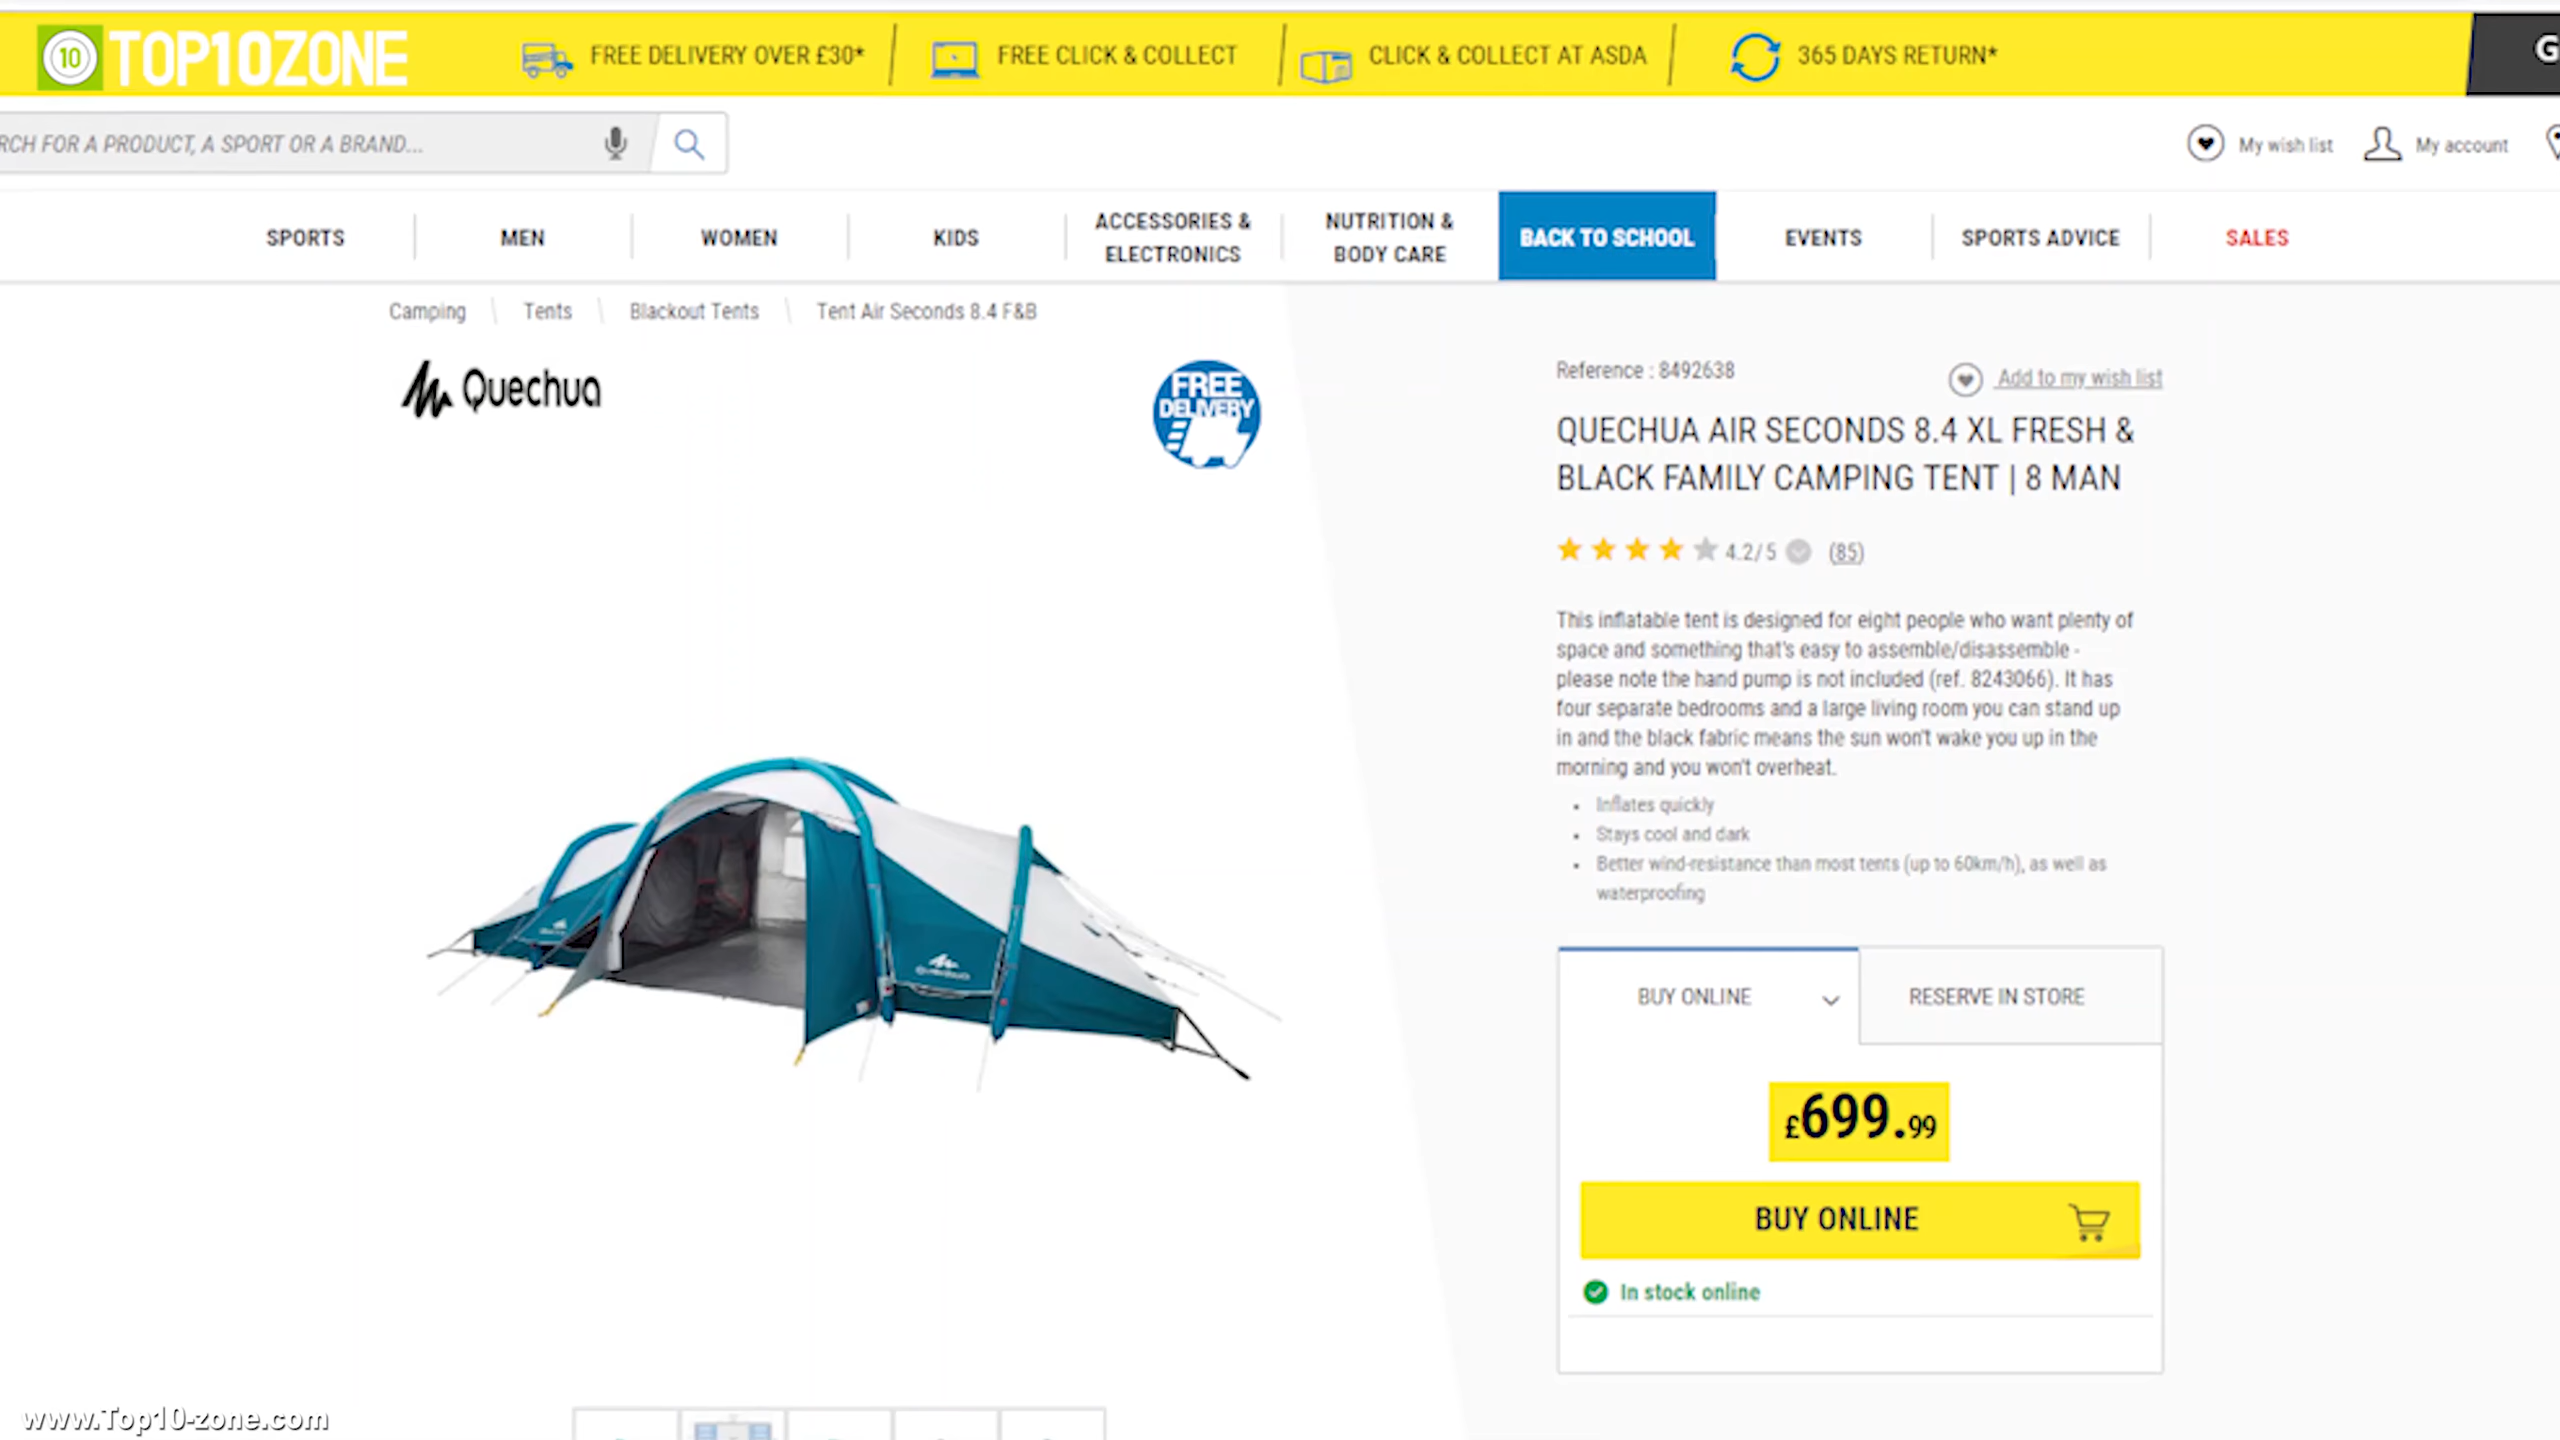 10 TOP10ZONE
FREE DELIVERY OVER £30*
FREE CLICK & COLLECT
CLICK & COLLECT AT ASDA
365 DAYS RETURN*
G
RCH FOR A PRODUCT, A SPORT OR A BRAND...
My wish list
My account
SPORTS
MEN
WOMEN
KIDS
ACCESSORIES &
ELECTRONICS
NUTRITION &
BODY CARE
BACK TO SCHOOL
EVENTS
SPORTS ADVICE
SALES
Camping
Tents
Blackout Tents
Tent Air Seconds 8.4 F&B
Quechua
FREE
DELIVERY
Reference : 8492638
Add to my wish list
QUECHUA AIR SECONDS 8.4 XL FRESH &
BLACK FAMILY CAMPING TENT | 8 MAN
4.2/5 (85)
This inflatable tent is designed for eight people who want plenty of
space and something that's easy to assemble/disassemble -
please note the hand pump is not included (ref. 8243066). It has
four separate bedrooms and a large living room you can stand up
in and the black fabric means the sun won't wake you up in the
morning and you won't overheat.
• Inflates quickly
• Stays cool and dark
• Better wind-resistance than most tents (up to 60km/h), as well as
waterproofing
BUY ONLINE
RESERVE IN STORE
£699.99
BUY ONLINE
In stock online
www.Top10-zone.com